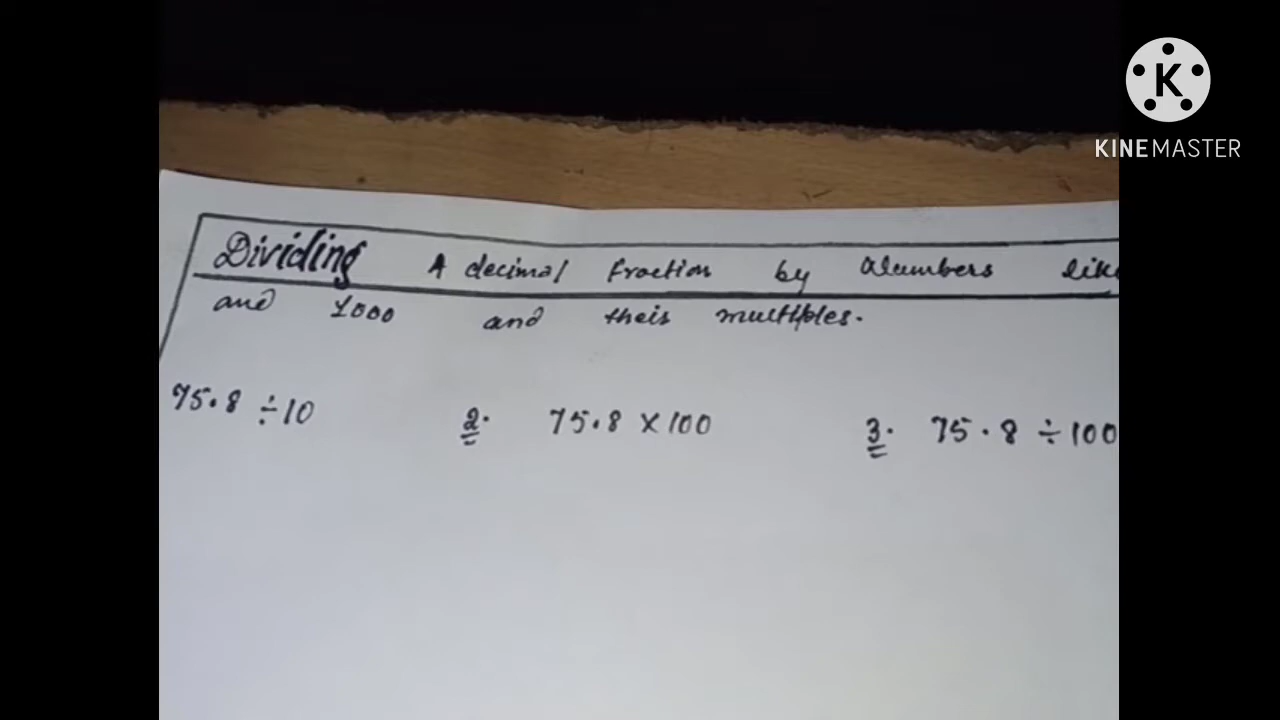 KINEMASTER
Dividing A decimal fraction by Numbers like
and 1000 and their multiples.
75.8 ÷ 10
2. 75.8 × 100
3. 75.8 ÷ 100